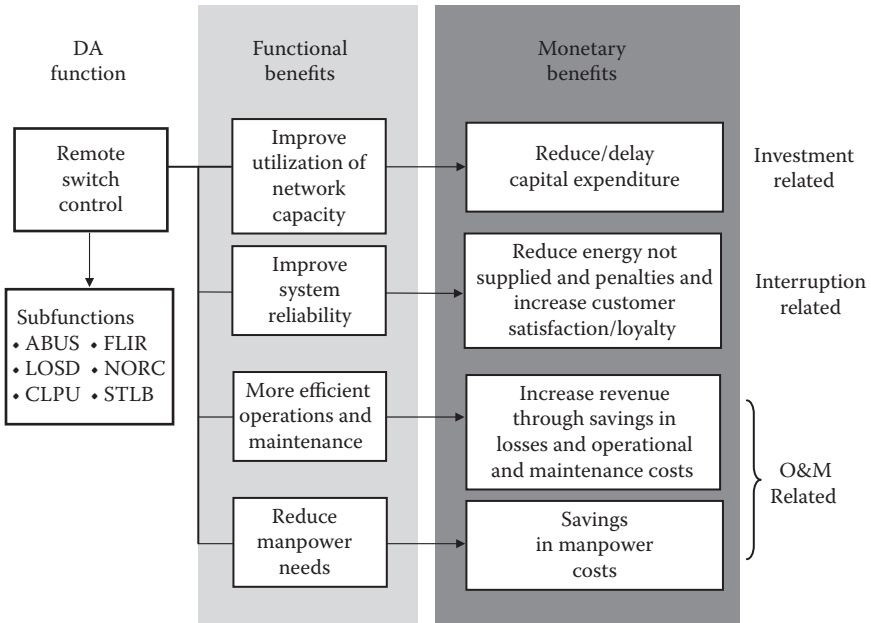 DA
function
Functional
benefits
Monetary
benefits
Remote
switch
control
Improve
utilization of
network
capacity
Reduce/delay
capital expenditure
Investment
related
Subfunctions
• ABUS • FLIR
• LOSD • NORC
• CLPU • STLB
Improve
system
reliability
Reduce energy not
supplied and penalties and
increase customer
satisfaction/loyalty
Interruption
related
More efficient
operations and
maintenance
Increase revenue
through savings in
losses and operational
and maintenance costs
O&M
Related
Reduce
manpower
needs
Savings
in manpower
costs